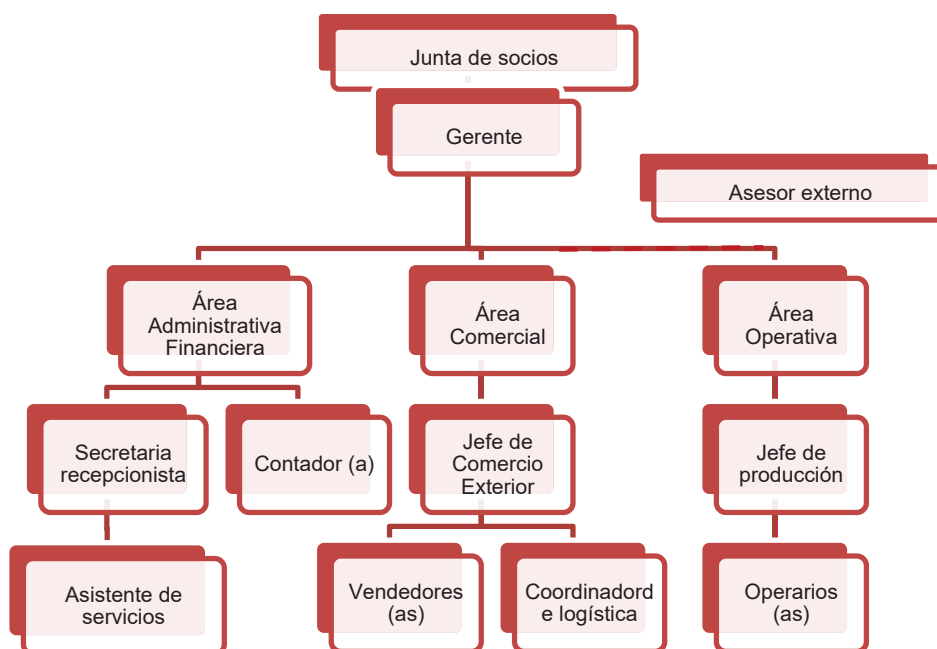 Junta de socios
Gerente
Asesor externo
Área
Administrativa
Financiera
Área
Comercial
Área
Operativa
Secretaria
recepcionista
Contador (a)
Jefe de
Comercio
Exterior
Jefe de
producción
Asistente de
servicios
Vendedores
(as)
Coordinadord
e logística
Operarios
(as)